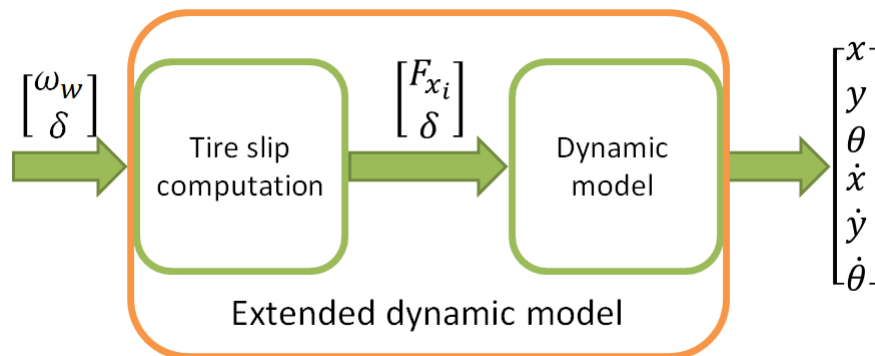 [ω_w
δ]
Tire slip
computation
[F_{x_i}
δ]
Dynamic
model
[x
y
θ
ẋ
ẏ
θ̇]
Extended dynamic model